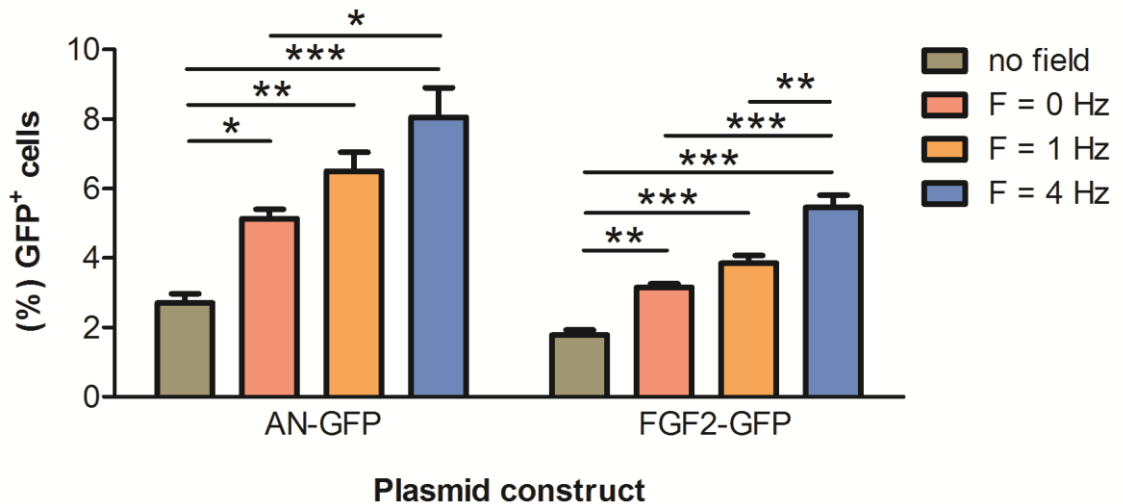 (%) GFP+ cells
10
8
6
4
2
0
*
***
**
*
**
***
***
***
**
AN-GFP
FGF2-GFP
Plasmid construct
no field
F = 0 Hz
F = 1 Hz
F = 4 Hz